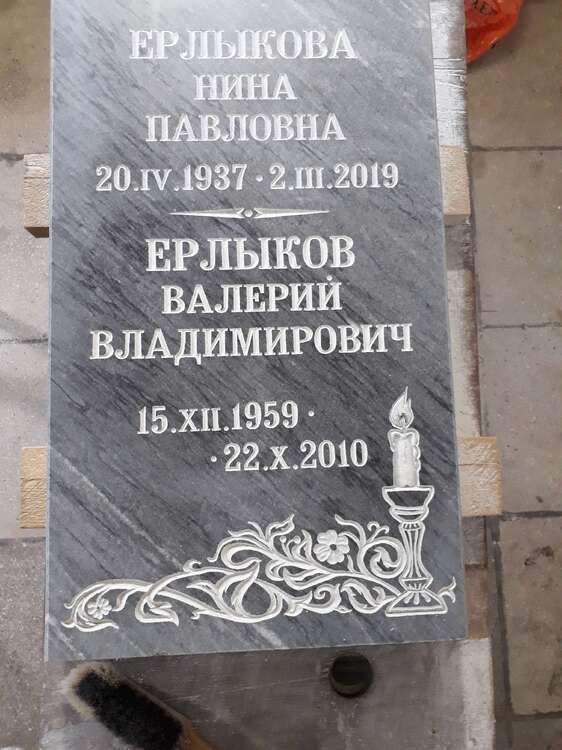 ЕРЛЫКОВА
НИНА
ПАВЛОВНА
20.IV.1937 · 2.III.2019
ЕРЛЫКОВ
ВАЛЕРИЙ
ВЛАДИМИРОВИЧ
15.XII.1959 ·
· 22.X.2010